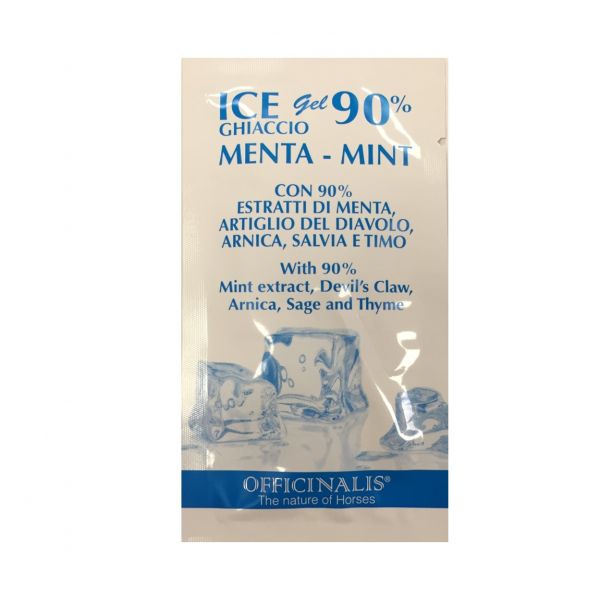 ICE Gel 90%
GHIACCIO
MENTA - MINT
CON 90%
ESTRATTI DI MENTA,
ARTIGLIO DEL DIAVOLO,
ARNICA, SALVIA E TIMO
With 90%
Mint extract, Devil's Claw,
Arnica, Sage and Thyme
OFFICINALIS®
The nature of Horses